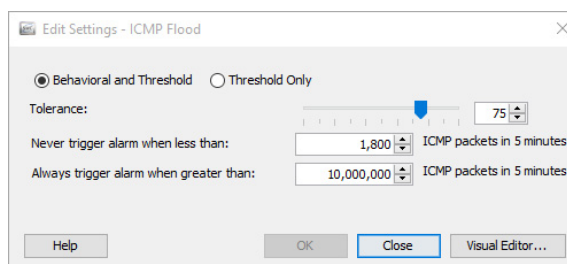 Edit Settings - ICMP Flood
Behavioral and Threshold Threshold Only
Tolerance: 75
Never trigger alarm when less than: 1,800 ICMP packets in 5 minutes
Always trigger alarm when greater than: 10,000,000 ICMP packets in 5 minutes
Help OK Close Visual Editor...